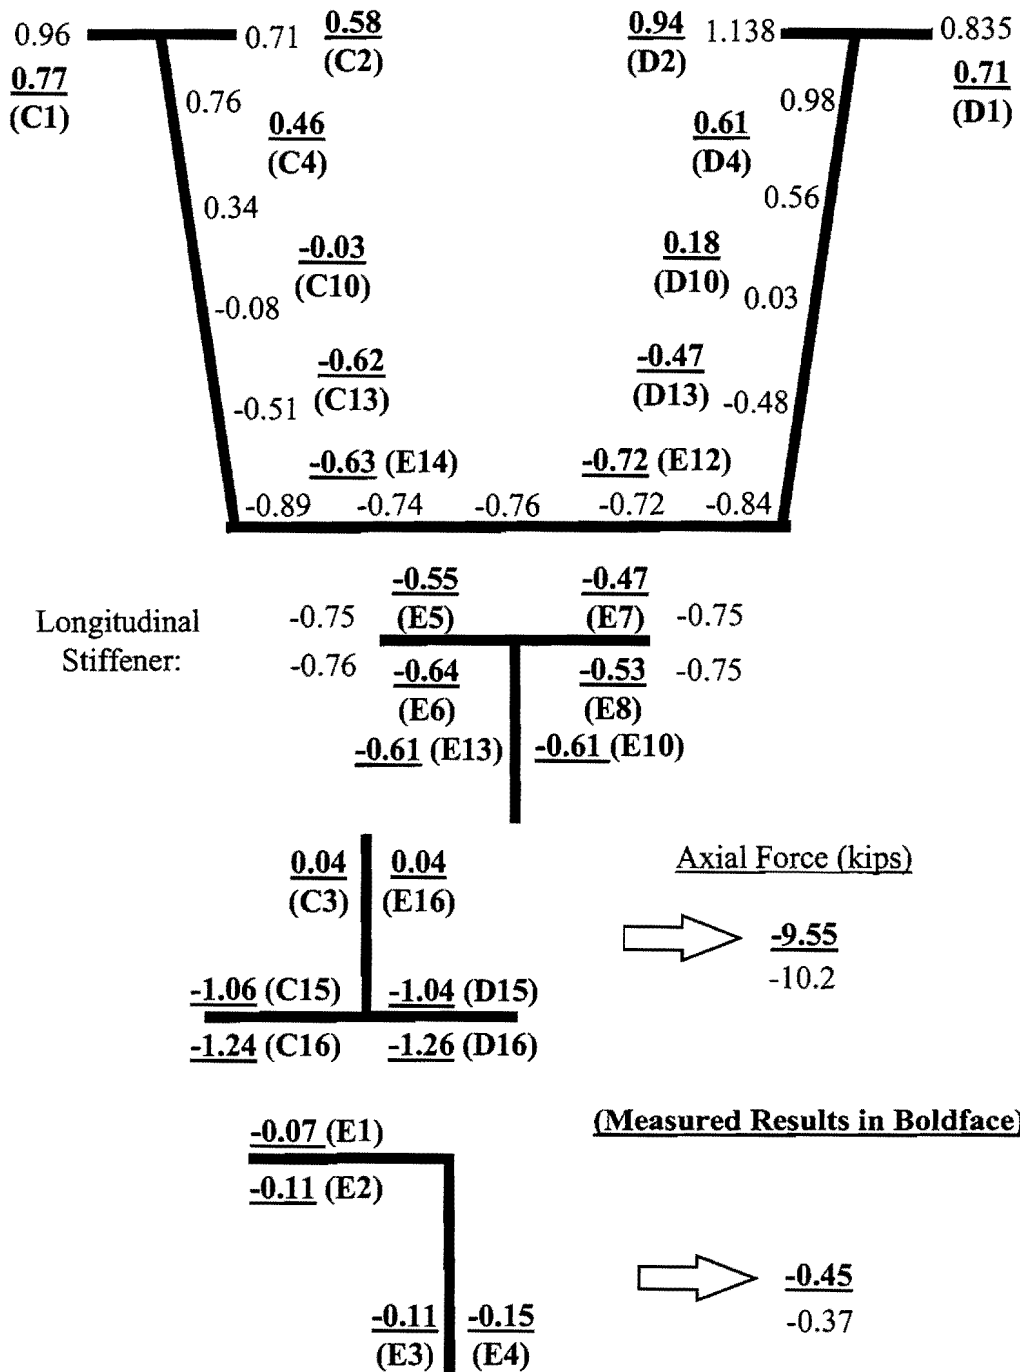 0.96 0.71 0.58 0.94 1.138 0.835
(C2) (D2)
0.77 0.71
(C1) (D1)
0.76 0.98
0.46 0.61
(C4) (D4)
0.34 0.56
-0.03 0.18
(C10) (D10)
-0.08 0.03
-0.62 -0.47
(C13) (D13)
-0.51 -0.48
-0.63 (E14) -0.72 (E12)
-0.89 -0.74 -0.76 -0.72 -0.84
-0.55 -0.47
Longitudinal -0.75 (E5) (E7) -0.75
Stiffener: -0.76 -0.64 -0.53 -0.75
(E6) (E8)
-0.61 (E13) -0.61 (E10)
0.04 0.04 Axial Force (kips)
(C3) (E16)
-9.55
-10.2
-1.06 (C15) -1.04 (D15)
-1.24 (C16) -1.26 (D16)
(Measured Results in Boldface)
-0.07 (E1)
-0.11 (E2)
-0.45
-0.37
-0.11 -0.15
(E3) (E4)